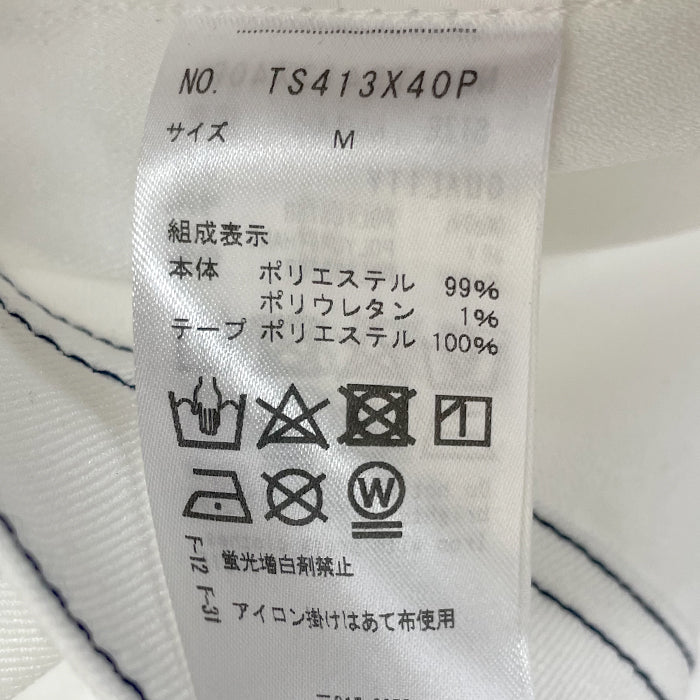 NO. TS413X40P
サイズ M
組成表示
本体 ポリエステル 99%
ポリウレタン 1%
テープ ポリエステル 100%
W
F-12 蛍光増白剤禁止
F-31 アイロン掛けはあて布使用